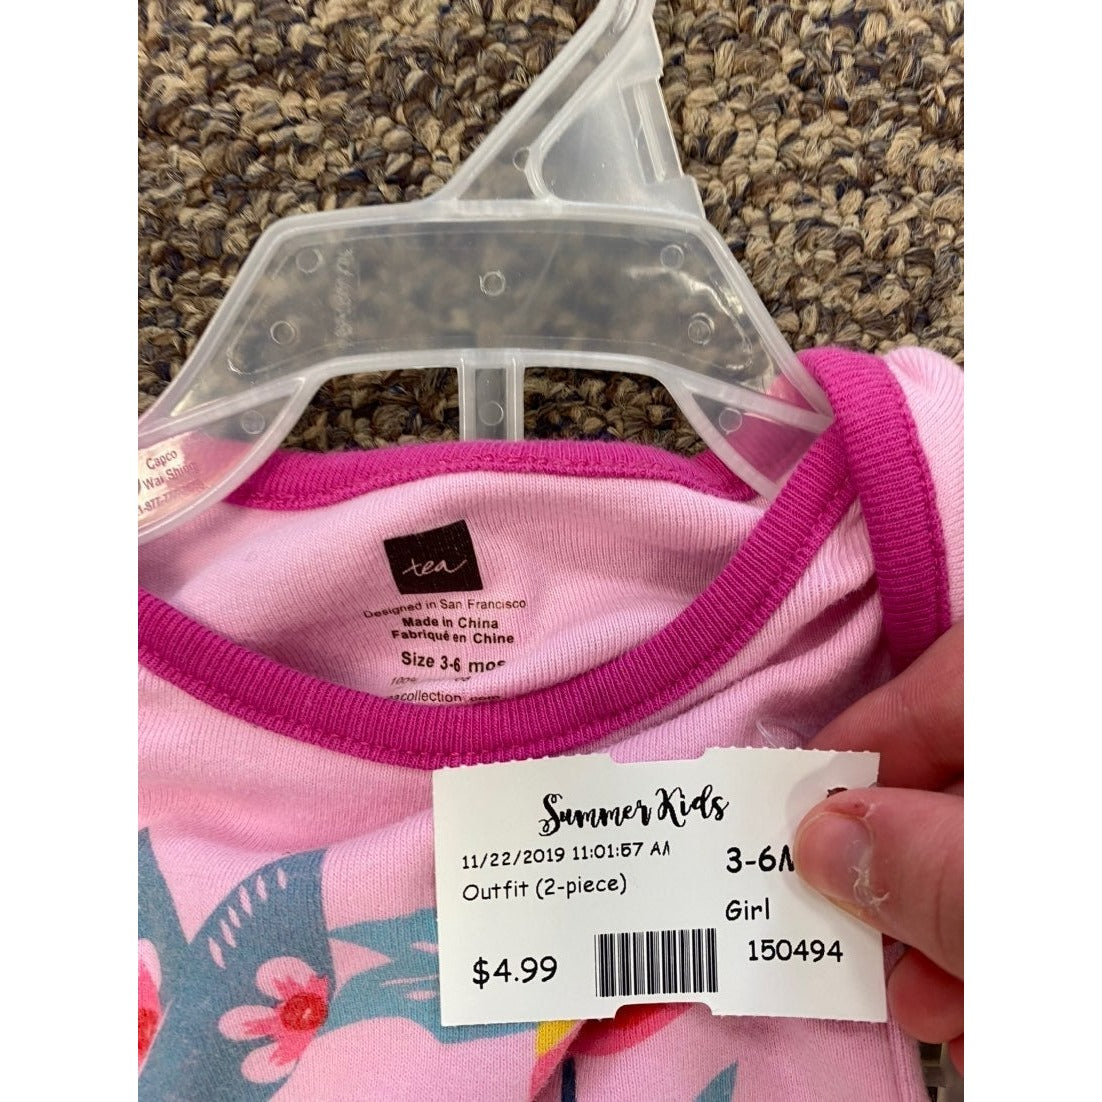 Capco
Wai Shing
tea
Designed in San Francisco
Made in China
Fabriqué en Chine
Size 3-6 mos
100%
Summer Kids
11/22/2019 11:01:57 AM
3-6M
Outfit (2-piece)
Girl
$4.99
150494